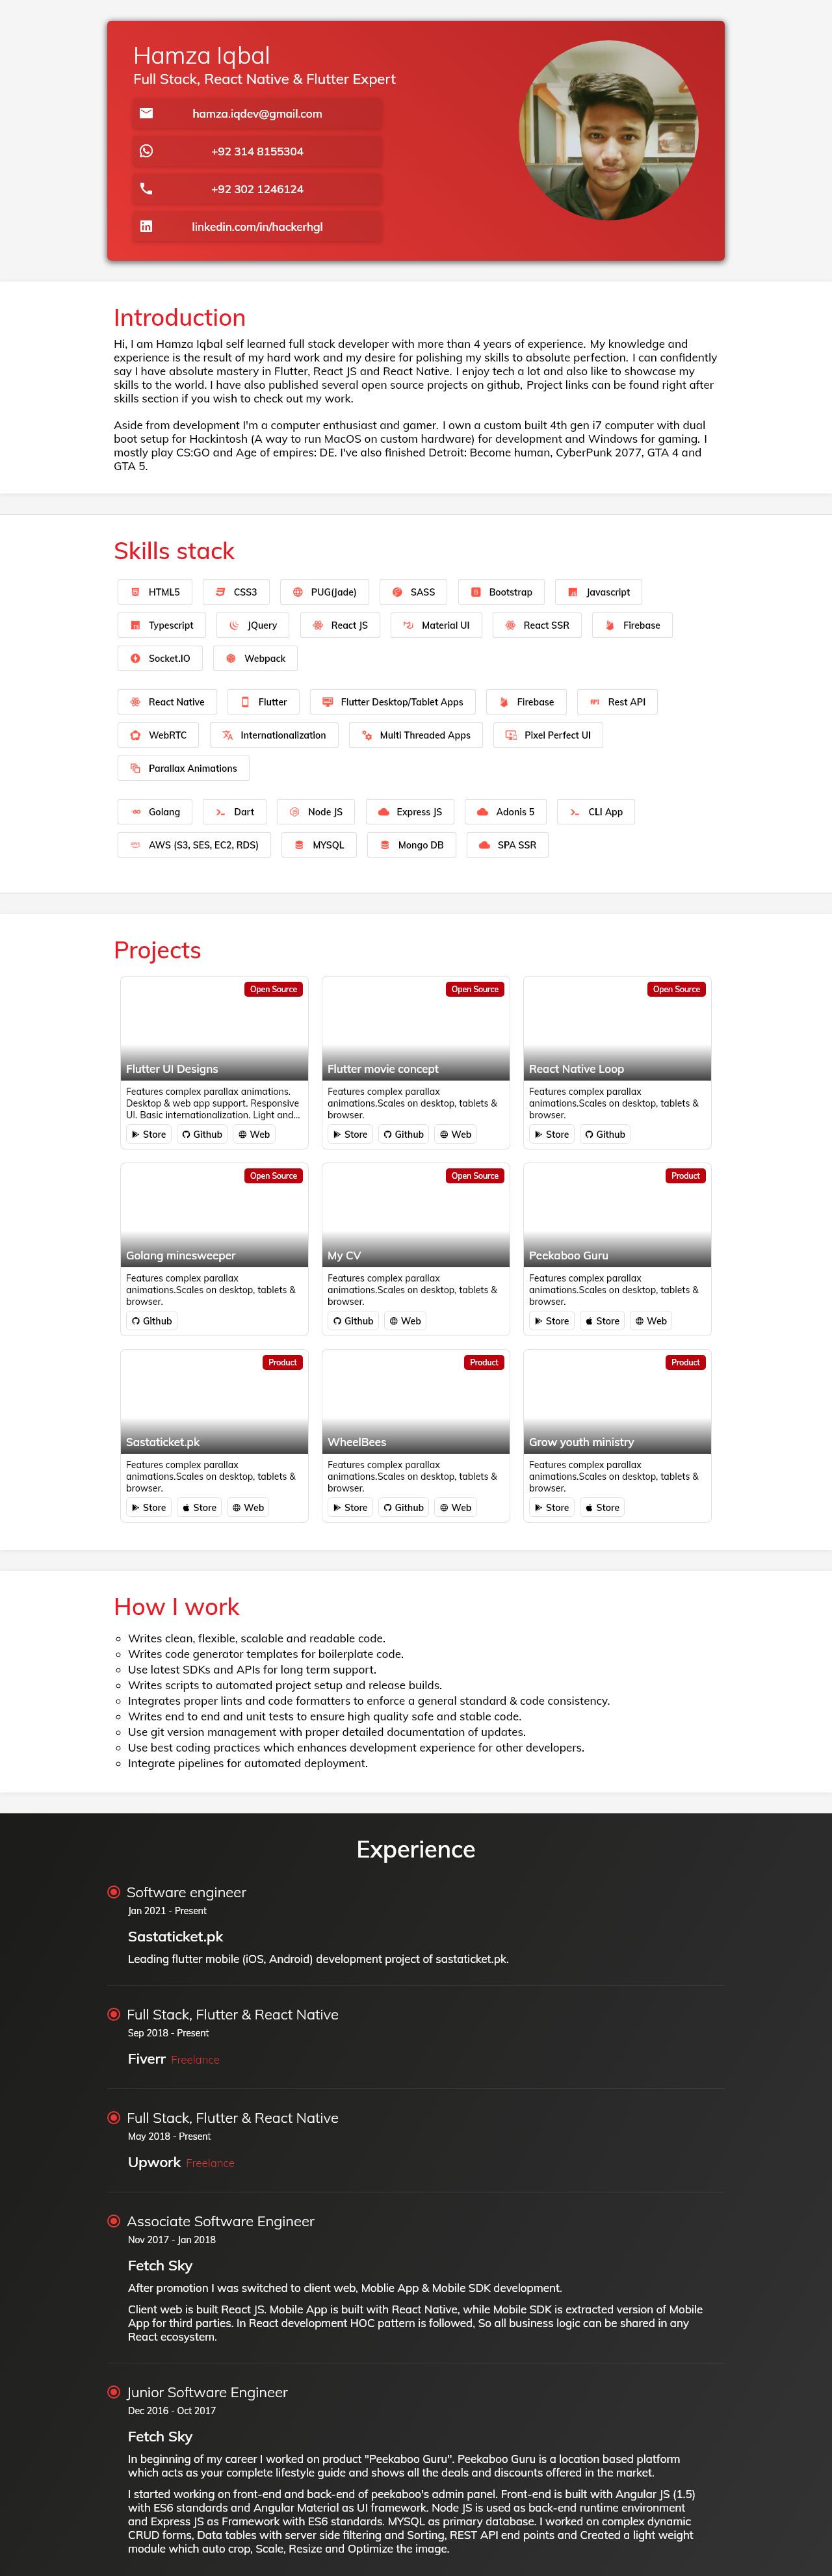 Hamza Iqbal
Full Stack, React Native & Flutter Expert
hamza.iqdev@gmail.com
+92 314 8155304
+92 302 1246124
linkedin.com/in/hackerhgl
Introduction
Hi, I am Hamza Iqbal self learned full stack developer with more than 4 years of experience. My knowledge and
experience is the result of my hard work and my desire for polishing my skills to absolute perfection. I can confidently
say I have absolute mastery in Flutter, React JS and React Native. I enjoy tech a lot and also like to showcase my
skills to the world. I have also published several open source projects on github, Project links can be found right after
skills section if you wish to check out my work.
Aside from development I'm a computer enthusiast and gamer. I own a custom built 4th gen i7 computer with dual
boot setup for Hackintosh (A way to run MacOS on custom hardware) for development and Windows for gaming. I
mostly play CS:GO and Age of empires: DE. I've also finished Detroit: Become human, CyberPunk 2077, GTA 4 and
GTA 5.
Skills stack
HTML5 CSS3 PUG(Jade) SASS Bootstrap Javascript
Typescript JQuery React JS Material UI React SSR Firebase
Socket.IO Webpack
React Native Flutter Flutter Desktop/Tablet Apps Firebase Rest API
WebRTC Internationalization Multi Threaded Apps Pixel Perfect UI
Parallax Animations
Golang Dart Node JS Express JS Adonis 5 CLI App
AWS (S3, SES, EC2, RDS) MYSQL Mongo DB SPA SSR
Projects
Open Source
Flutter UI Designs
Features complex parallax animations.
Desktop & web app support. Responsive
UI. Basic internationalization. Light and...
Store Github Web
Open Source
Flutter movie concept
Features complex parallax
animations.Scales on desktop, tablets &
browser.
Store Github Web
Open Source
React Native Loop
Features complex parallax
animations.Scales on desktop, tablets &
browser.
Store Github
Open Source
Golang minesweeper
Features complex parallax
animations.Scales on desktop, tablets &
browser.
Github
Open Source
My CV
Features complex parallax
animations.Scales on desktop, tablets &
browser.
Github Web
Product
Peekaboo Guru
Features complex parallax
animations.Scales on desktop, tablets &
browser.
Store Store Web
Product
Sastaticket.pk
Features complex parallax
animations.Scales on desktop, tablets &
browser.
Store Store Web
Product
WheelBees
Features complex parallax
animations.Scales on desktop, tablets &
browser.
Store Github Web
Product
Grow youth ministry
Features complex parallax
animations.Scales on desktop, tablets &
browser.
Store Store
How I work
Writes clean, flexible, scalable and readable code.
Writes code generator templates for boilerplate code.
Use latest SDKs and APIs for long term support.
Writes scripts to automated project setup and release builds.
Integrates proper lints and code formatters to enforce a general standard & code consistency.
Writes end to end and unit tests to ensure high quality safe and stable code.
Use git version management with proper detailed documentation of updates.
Use best coding practices which enhances development experience for other developers.
Integrate pipelines for automated deployment.
Experience
Software engineer
Jan 2021 - Present
Sastaticket.pk
Leading flutter mobile (iOS, Android) development project of sastaticket.pk.
Full Stack, Flutter & React Native
Sep 2018 - Present
Fiverr Freelance
Full Stack, Flutter & React Native
May 2018 - Present
Upwork Freelance
Associate Software Engineer
Nov 2017 - Jan 2018
Fetch Sky
After promotion I was switched to client web, Moblie App & Mobile SDK development.
Client web is built React JS. Mobile App is built with React Native, while Mobile SDK is extracted version of Mobile
App for third parties. In React development HOC pattern is followed, So all business logic can be shared in any
React ecosystem.
Junior Software Engineer
Dec 2016 - Oct 2017
Fetch Sky
In beginning of my career I worked on product "Peekaboo Guru". Peekaboo Guru is a location based platform
which acts as your complete lifestyle guide and shows all the deals and discounts offered in the market.
I started working on front-end and back-end of peekaboo's admin panel. Front-end is built with Angular JS (1.5)
with ES6 standards and Angular Material as UI framework. Node JS is used as back-end runtime environment
and Express JS as Framework with ES6 standards. MYSQL as primary database. I worked on complex dynamic
CRUD forms, Data tables with server side filtering and Sorting, REST API end points and Created a light weight
module which auto crop, Scale, Resize and Optimize the image.